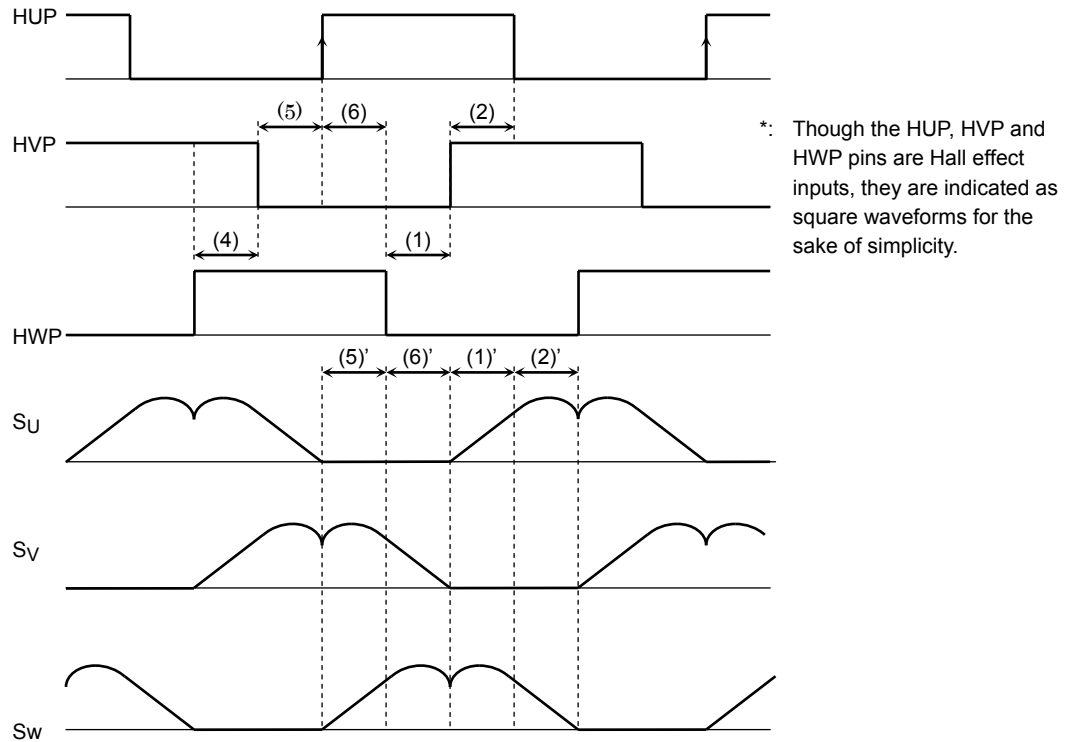 HUP
(5) (6) (2)
HVP
(4) (1)
HWP
(5)’ (6)’ (1)’ (2)’
SU
SV
Sw
*: Though the HUP, HVP and
HWP pins are Hall effect
inputs, they are indicated as
square waveforms for the
sake of simplicity.